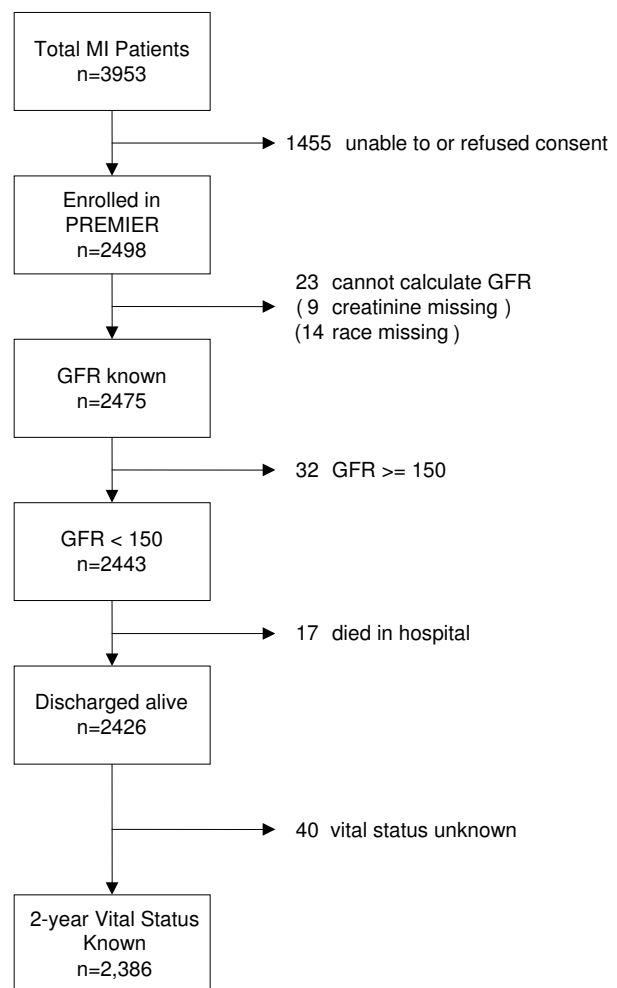 Total MI Patients
n=3953
1455 unable to or refused consent
Enrolled in
PREMIER
n=2498
23 cannot calculate GFR
( 9 creatinine missing )
(14 race missing )
GFR known
n=2475
32 GFR >= 150
GFR < 150
n=2443
17 died in hospital
Discharged alive
n=2426
40 vital status unknown
2-year Vital Status
Known
n=2,386